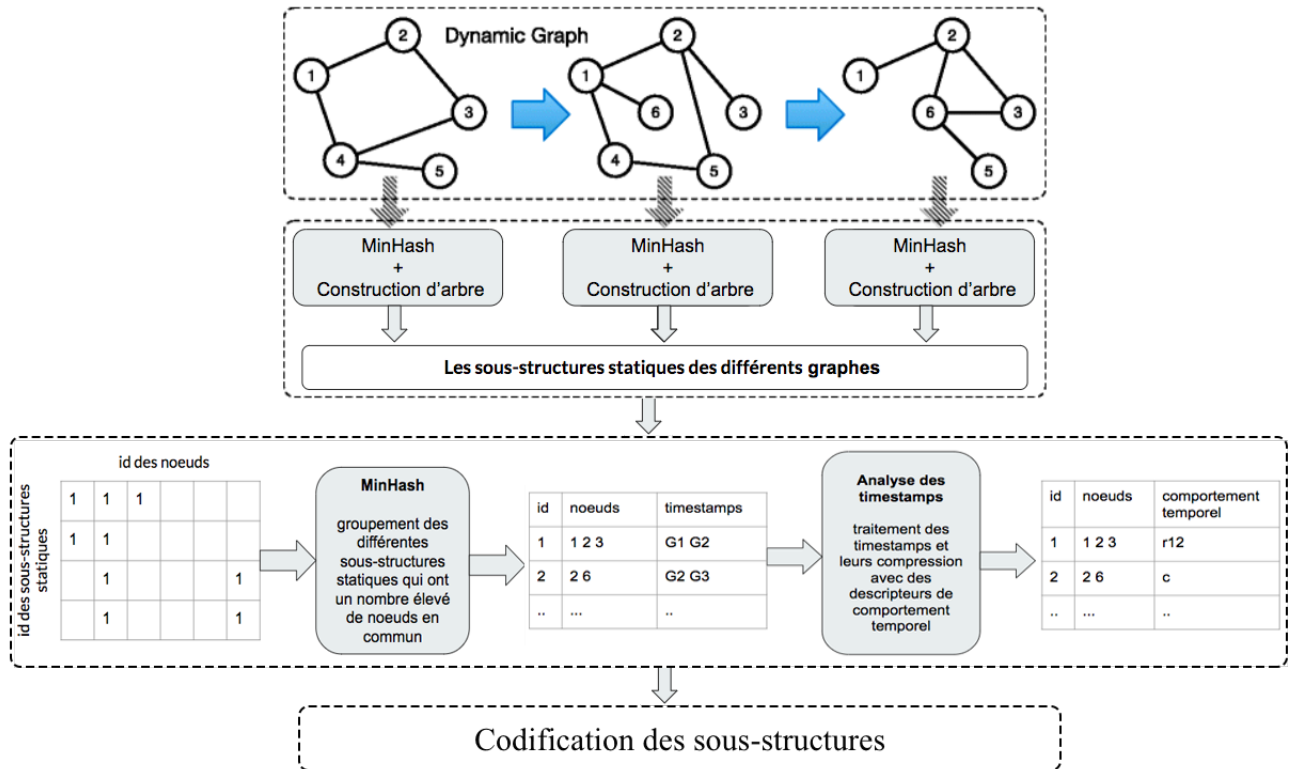 Dynamic Graph
2
1
3
4
5
2
1
6
3
4
5
2
1
6
3
5
MinHash
+
Construction d'arbre
MinHash
+
Construction d'arbre
MinHash
+
Construction d'arbre
Les sous-structures statiques des différents graphes
id des noeuds
id des sous-structures
statiques
1 1 1
1 1
1 1
1 1
MinHash
groupement des
différentes
sous-structures
statiques qui ont
un nombre élevé
de noeuds en
commun
id noeuds timestamps
1 1 2 3 G1 G2
2 2 6 G2 G3
.. ... ..
Analyse des
timestamps
traitement des
timestamps et
leurs compression
avec des
descripteurs de
comportement
temporel
id noeuds comportement
temporel
1 1 2 3 r12
2 2 6 c
.. ... ..
Codification des sous-structures